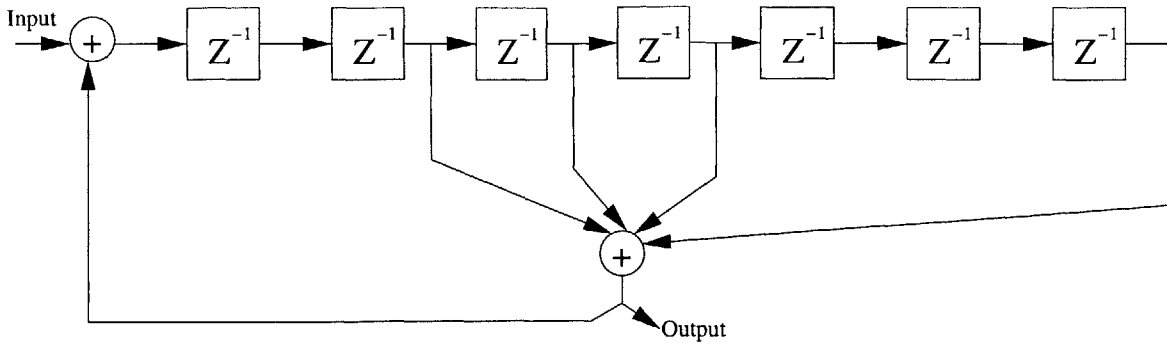 Input
+ Z⁻¹ Z⁻¹ Z⁻¹ Z⁻¹ Z⁻¹ Z⁻¹ Z⁻¹
+
Output